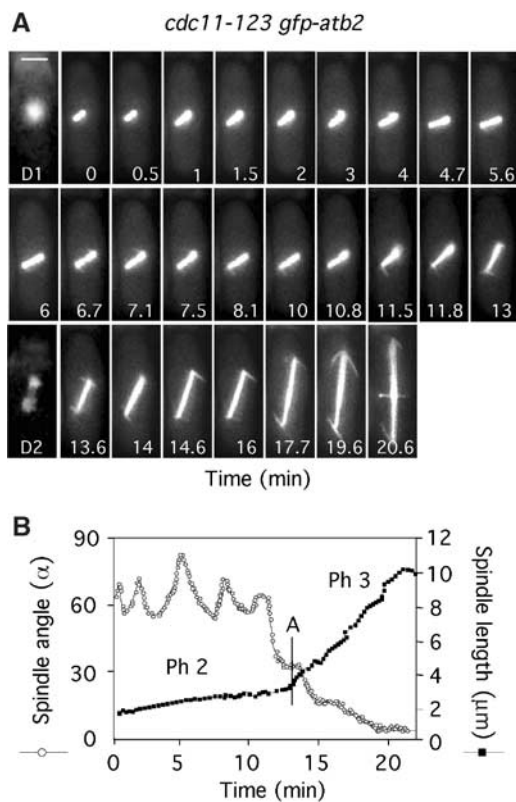 A
cdc11-123 gfp-atb2
D1 0 0.5 1 1.5 2 3 4 4.7 5.6
6 6.7 7.1 7.5 8.1 10 10.8 11.5 11.8 13
D2 13.6 14 14.6 16 17.7 19.6 20.6
Time (min)
B
Spindle angle (α)
90
60
30
0
Ph 2
A
Ph 3
12
10
8
6
4
2
0
Spindle length (μm)
0 5 10 15 20
Time (min)